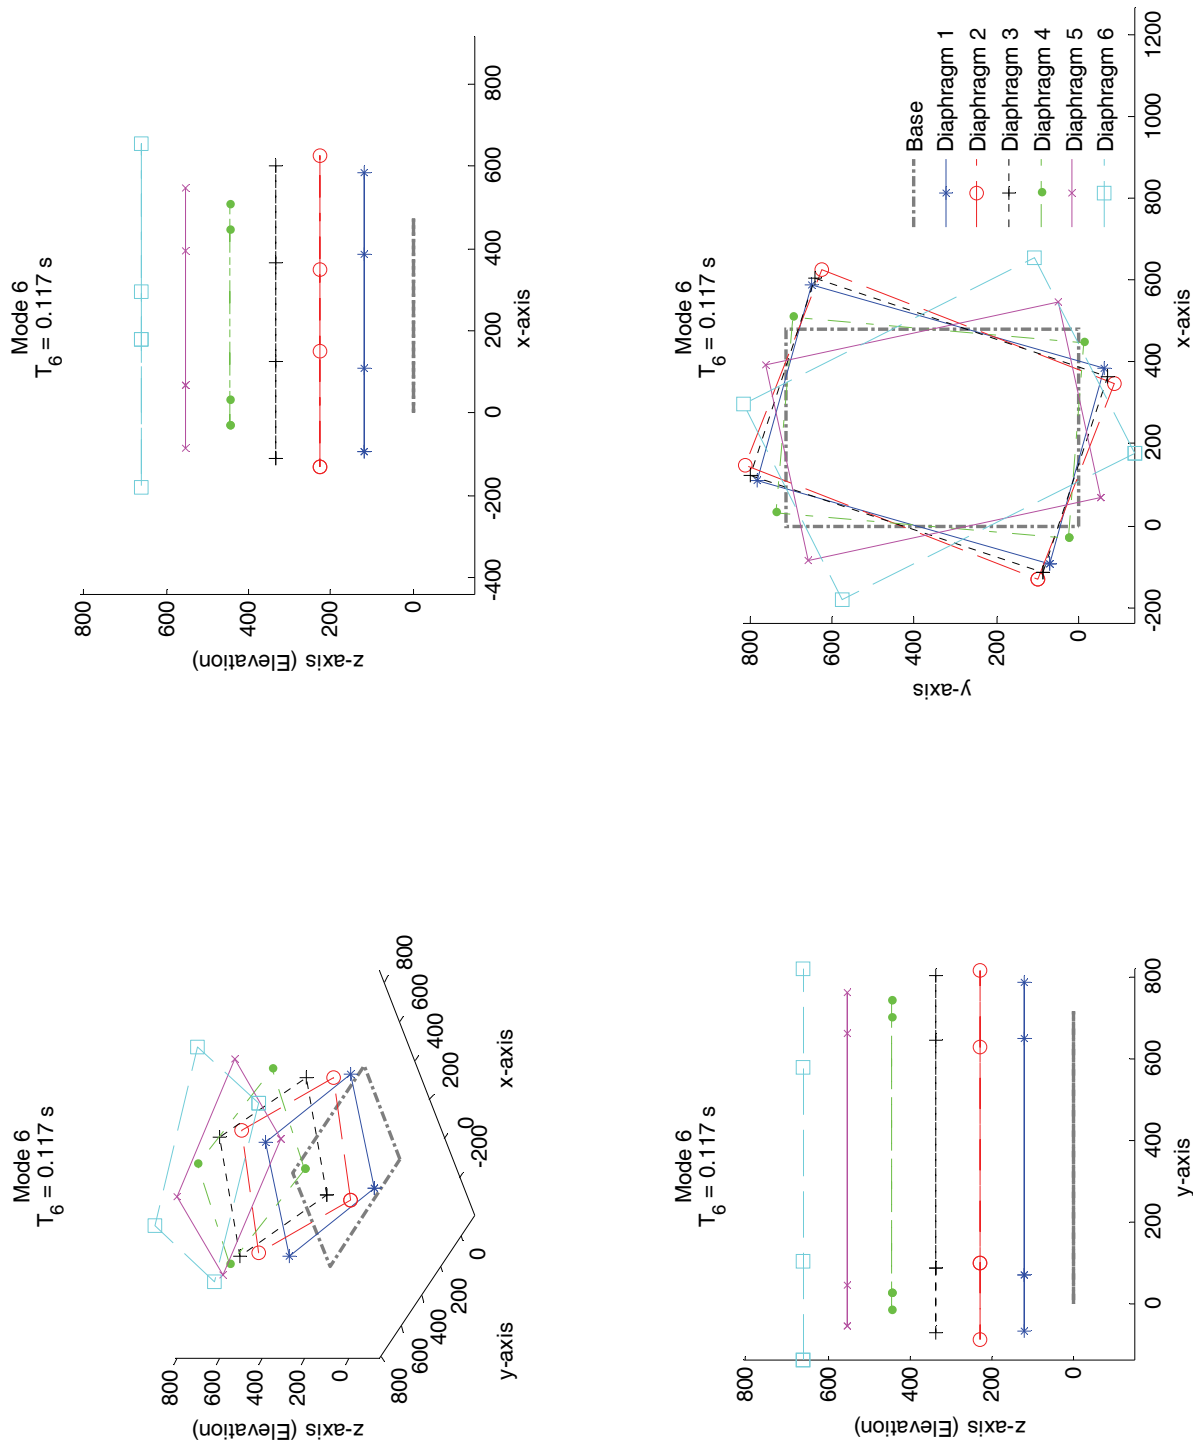 Mode 6
T6 = 0.117 s
800
600
400
200
0
z-axis (Elevation)
800
600
400
200
0
y-axis
-200
0
200
400
600
800
x-axis
Mode 6
T6 = 0.117 s
800
600
400
200
0
z-axis (Elevation)
-400
-200
0
200
400
600
800
x-axis
Mode 6
T6 = 0.117 s
800
600
400
200
0
z-axis (Elevation)
0
200
400
600
800
y-axis
Mode 6
T6 = 0.117 s
800
600
400
200
0
y-axis
-200
0
200
400
600
800
1000
1200
x-axis
Base
Diaphragm 1
Diaphragm 2
Diaphragm 3
Diaphragm 4
Diaphragm 5
Diaphragm 6